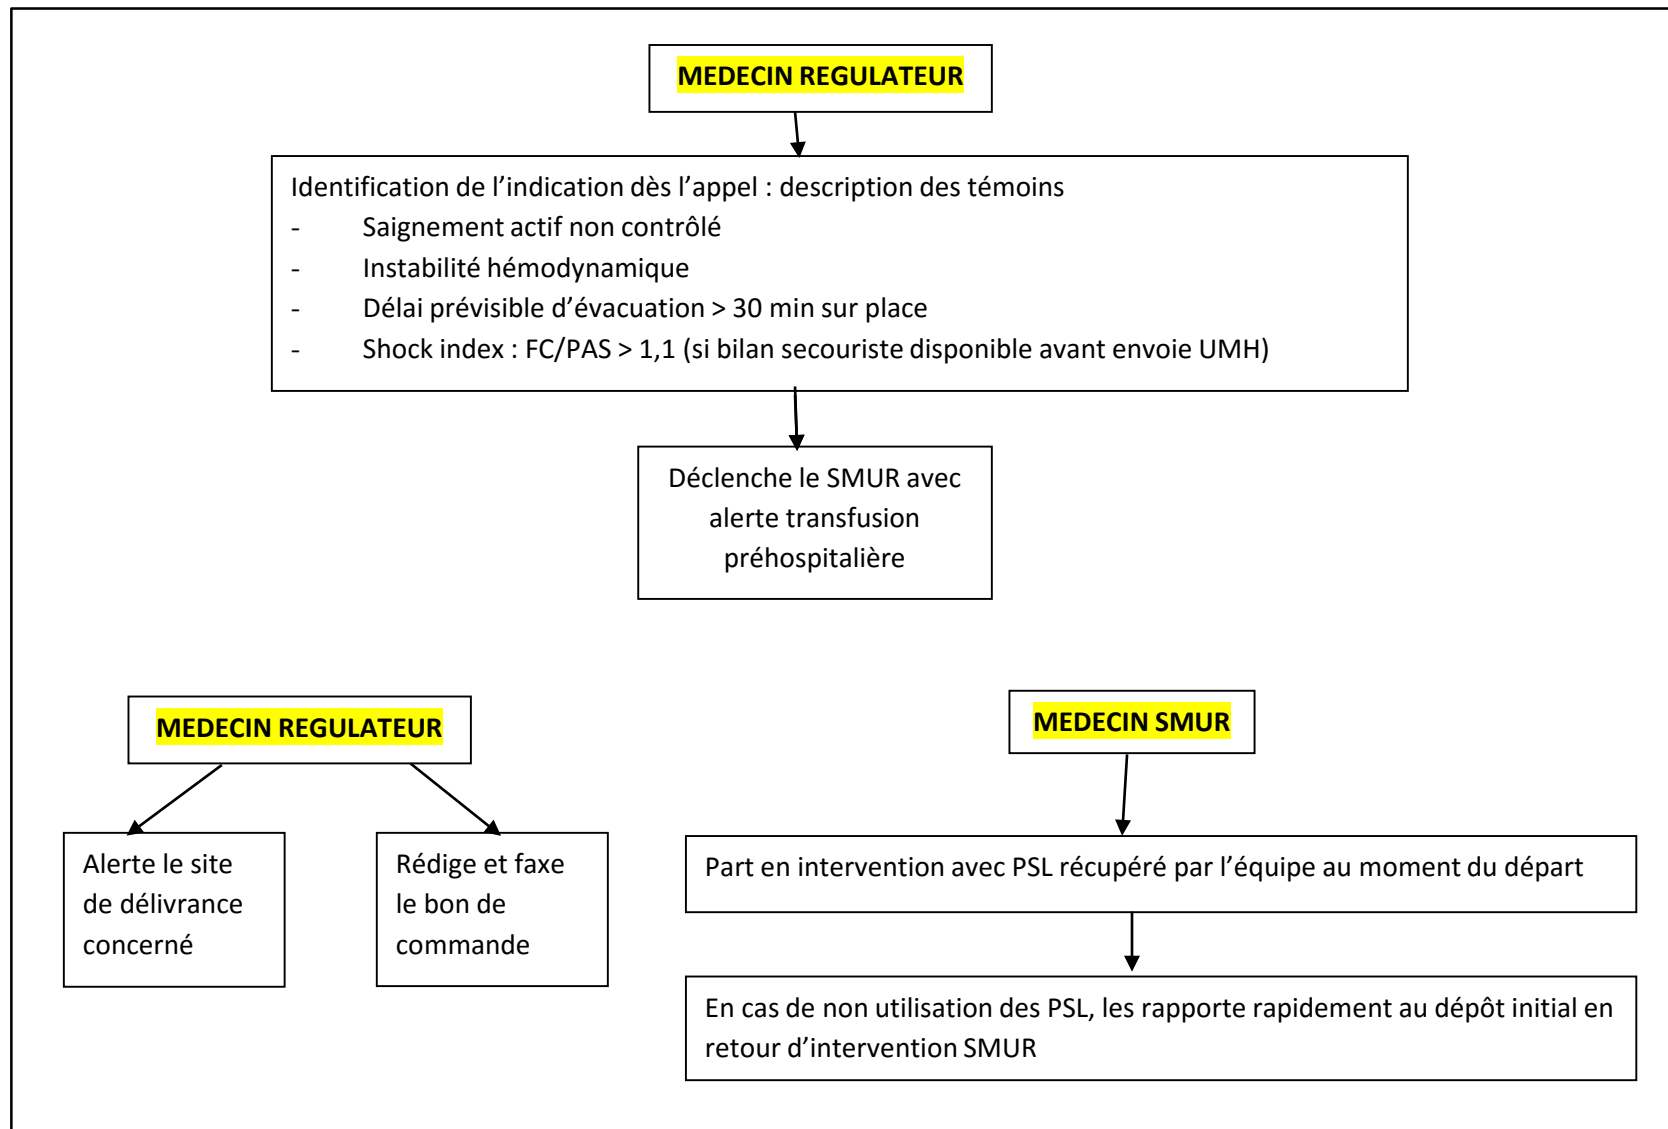 MEDECIN REGULATEUR
Identification de l’indication dès l’appel : description des témoins
- Saignement actif non contrôlé
- Instabilité hémodynamique
- Délai prévisible d’évacuation > 30 min sur place
- Shock index : FC/PAS > 1,1 (si bilan secouriste disponible avant envoie UMH)
Déclenche le SMUR avec
alerte transfusion
préhospitalière
MEDECIN REGULATEUR
Alerte le site
de délivrance
concerné
Rédige et faxe
le bon de
commande
MEDECIN SMUR
Part en intervention avec PSL récupéré par l’équipe au moment du départ
En cas de non utilisation des PSL, les rapporte rapidement au dépôt initial en
retour d’intervention SMUR